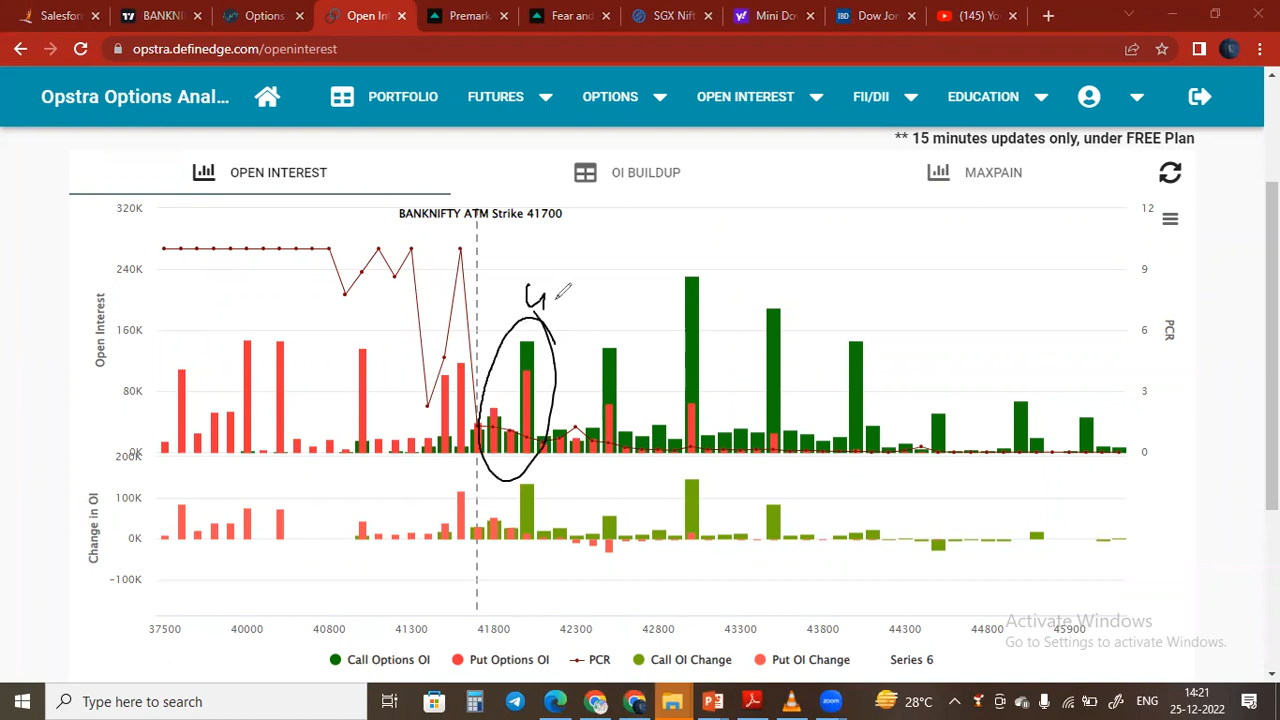 Salesfor
BANKNIF
Options
Open In
Premark
Fear and
SGX Nift
Mini Do
Dow Jon
(145) Yo
opstra.definedge.com/openinterest
Opstra Options Anal... PORTFOLIO FUTURES OPTIONS OPEN INTEREST FII/DII EDUCATION
** 15 minutes updates only, under FREE Plan
OPEN INTEREST OI BUILDUP MAXPAIN
BANKNIFTY ATM Strike 41700
320K
240K
160K
80K
0K
Open Interest
12
9
6
3
0
PCR
200K
100K
0K
-100K
Change in OI
37500 40000 40800 41300 41800 42300 42800 43300 43800 44300 44800 45900
Call Options OI Put Options OI PCR Call OI Change Put OI Change Series 6
Activate Windows
Go to Settings to activate Windows.
Type here to search
zoom
28°C
ENG
14:21
25-12-2022